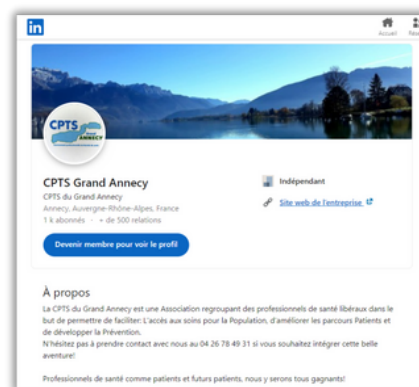 in
Accueil
Rése
CPTS
Grand
ANNECY
CPTS Grand Annecy
CPTS du Grand Annecy
Annecy, Auvergne-Rhône-Alpes, France
1 k abonnés · + de 500 relations
Indépendant
Site web de l'entreprise
Devenir membre pour voir le profil
À propos
La CPTS du Grand Annecy est une Association regroupant des professionnels de santé libéraux dans le
but de permettre de faciliter: L'accès aux soins pour la Population, d'améliorer les parcours Patients et
de développer la Prévention.
N'hésitez pas à prendre contact avec nous au 04 26 78 49 31 si vous souhaitez intégrer cette belle
aventure!
Professionnels de santé comme patients et futurs patients, nous y serons tous gagnants!